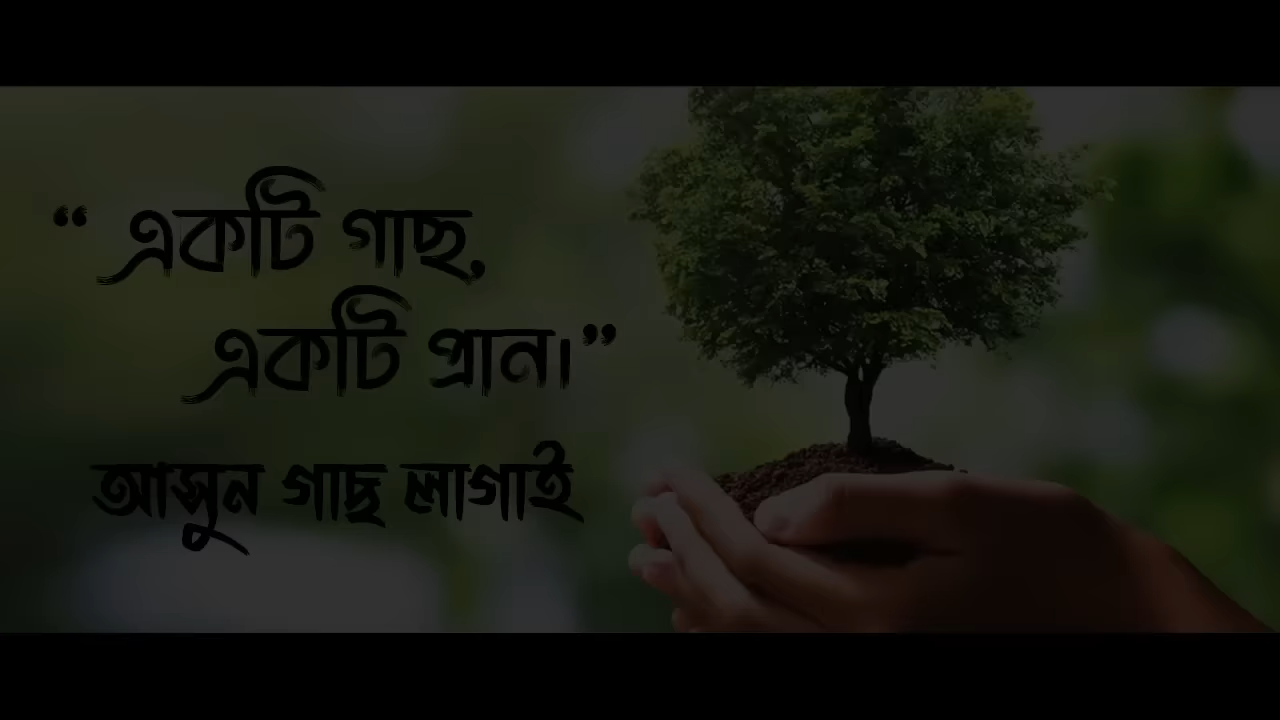 “ একটি গাছ,
একটি প্রান।”
আসুন গাছ লাগাই